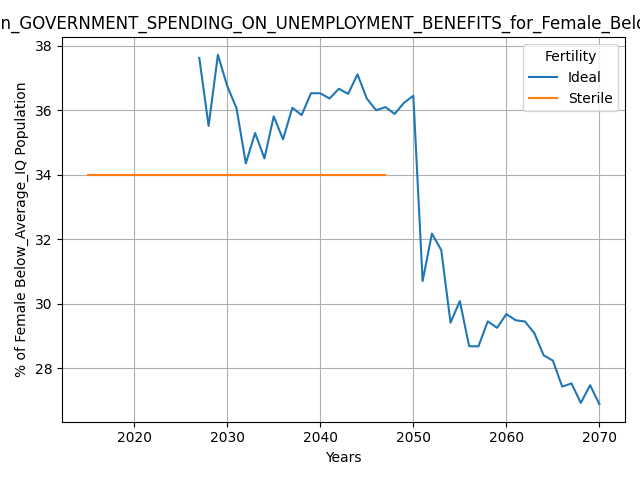 n_GOVERNMENT_SPENDING_ON_UNEMPLOYMENT_BENEFITS_for_Female_Belo
% of Female Below_Average_IQ Population
38
36
34
32
30
28
Fertility
Ideal
Sterile
2020 2030 2040 2050 2060 2070
Years